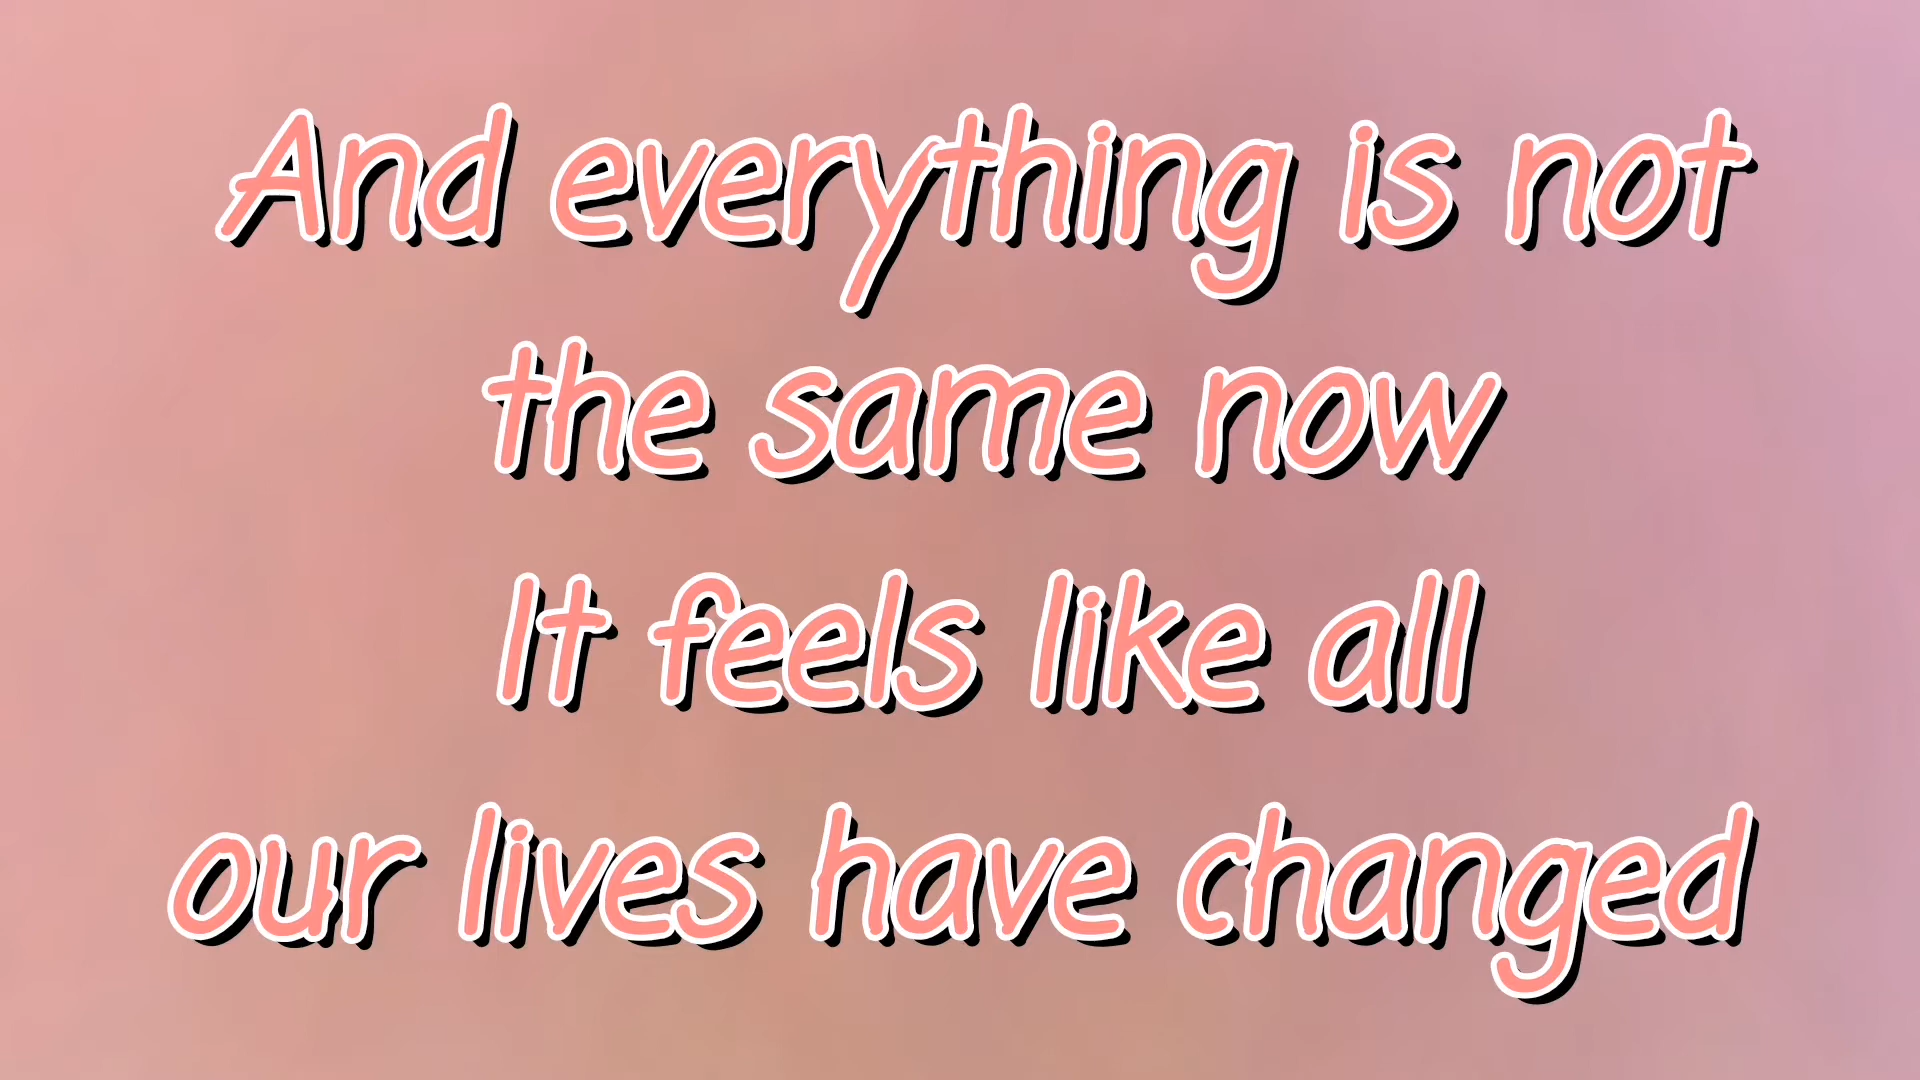 And everything is not
the same now
It feels like all
our lives have changed